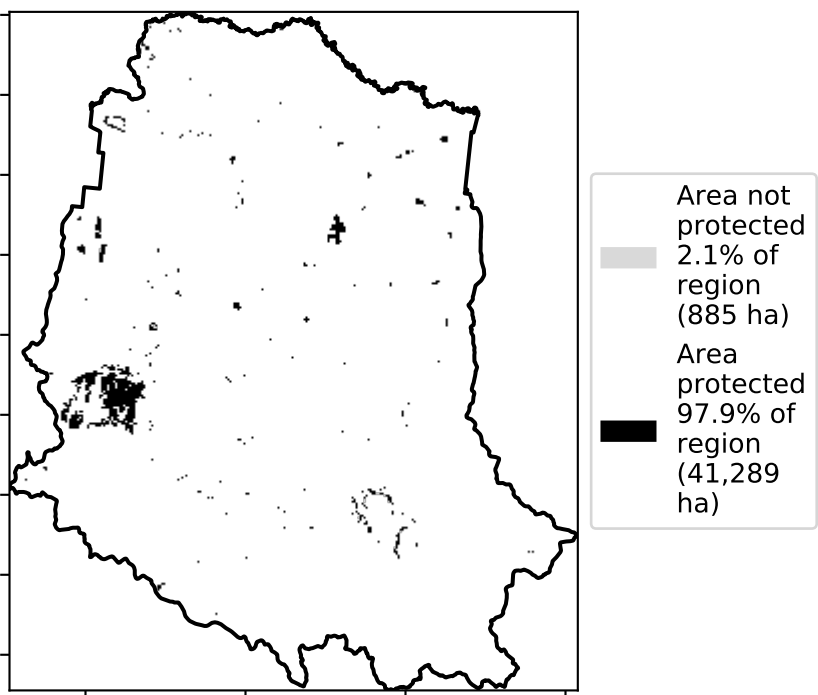 Area not
protected
2.1% of
region
(885 ha)
Area
protected
97.9% of
region
(41,289
ha)